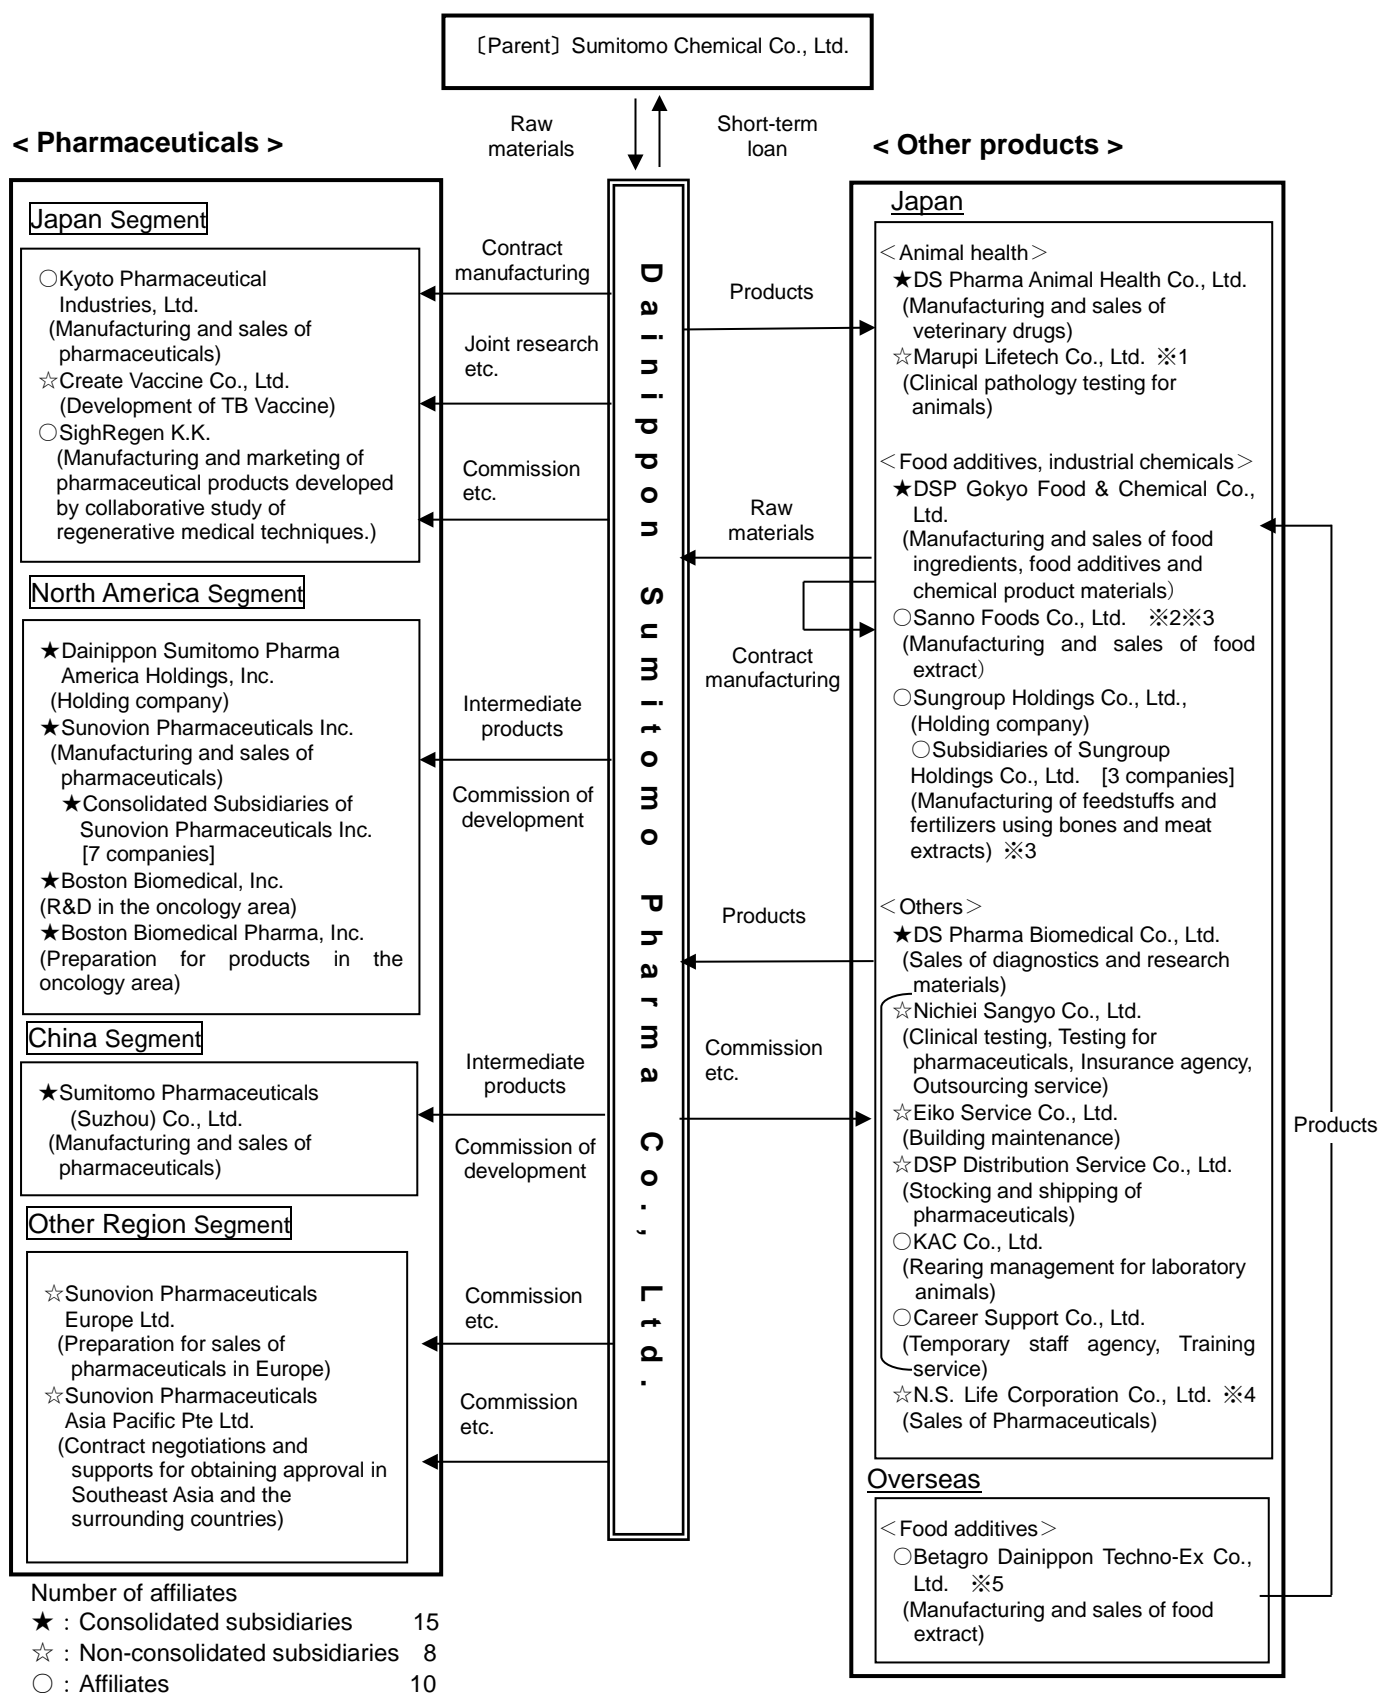 〔Parent〕Sumitomo Chemical Co., Ltd.
Raw
materials
Short-term
loan
< Pharmaceuticals >
Japan Segment
○Kyoto Pharmaceutical
Industries, Ltd.
(Manufacturing and sales of
pharmaceuticals)
☆Create Vaccine Co., Ltd.
(Development of TB Vaccine)
○SighRegen K.K.
(Manufacturing and marketing of
pharmaceutical products developed
by collaborative study of
regenerative medical techniques.)
North America Segment
★Dainippon Sumitomo Pharma
America Holdings, Inc.
(Holding company)
★Sunovion Pharmaceuticals Inc.
(Manufacturing and sales of
pharmaceuticals)
★Consolidated Subsidiaries of
Sunovion Pharmaceuticals Inc.
[7 companies]
★Boston Biomedical, Inc.
(R&D in the oncology area)
★Boston Biomedical Pharma, Inc.
(Preparation for products in the
oncology area)
China Segment
★Sumitomo Pharmaceuticals
(Suzhou) Co., Ltd.
(Manufacturing and sales of
pharmaceuticals)
Other Region Segment
☆Sunovion Pharmaceuticals
Europe Ltd.
(Preparation for sales of
pharmaceuticals in Europe)
☆Sunovion Pharmaceuticals
Asia Pacific Pte Ltd.
(Contract negotiations and
supports for obtaining approval in
Southeast Asia and the
surrounding countries)
Contract
manufacturing
Joint research
etc.
Commission
etc.
Intermediate
products
Commission of
development
Intermediate
products
Commission of
development
Commission
etc.
Commission
etc.
Dainippon Sumitomo Pharma Co., Ltd.
Products
Raw
materials
Contract
manufacturing
Products
Commission
etc.
< Other products >
Japan
＜Animal health＞
★DS Pharma Animal Health Co., Ltd.
(Manufacturing and sales of
veterinary drugs)
☆Marupi Lifetech Co., Ltd. ※1
(Clinical pathology testing for
animals)
＜Food additives, industrial chemicals＞
★DSP Gokyo Food & Chemical Co.,
Ltd.
(Manufacturing and sales of food
ingredients, food additives and
chemical product materials）
○Sanno Foods Co., Ltd. ※2※3
(Manufacturing and sales of food
extract）
○Sungroup Holdings Co., Ltd.,
(Holding company)
○Subsidiaries of Sungroup
Holdings Co., Ltd. [3 companies]
(Manufacturing of feedstuffs and
fertilizers using bones and meat
extracts) ※3
＜Others＞
★DS Pharma Biomedical Co., Ltd.
(Sales of diagnostics and research
materials)
☆Nichiei Sangyo Co., Ltd.
(Clinical testing, Testing for
pharmaceuticals, Insurance agency,
Outsourcing service)
☆Eiko Service Co., Ltd.
(Building maintenance)
☆DSP Distribution Service Co., Ltd.
(Stocking and shipping of
pharmaceuticals)
○KAC Co., Ltd.
(Rearing management for laboratory
animals)
○Career Support Co., Ltd.
(Temporary staff agency, Training
service)
☆N.S. Life Corporation Co., Ltd. ※4
(Sales of Pharmaceuticals)
Overseas
＜Food additives＞
○Betagro Dainippon Techno-Ex Co.,
Ltd. ※5
(Manufacturing and sales of food
extract)
Products
Number of affiliates
★ : Consolidated subsidiaries 15
☆ : Non-consolidated subsidiaries 8
○ : Affiliates 10